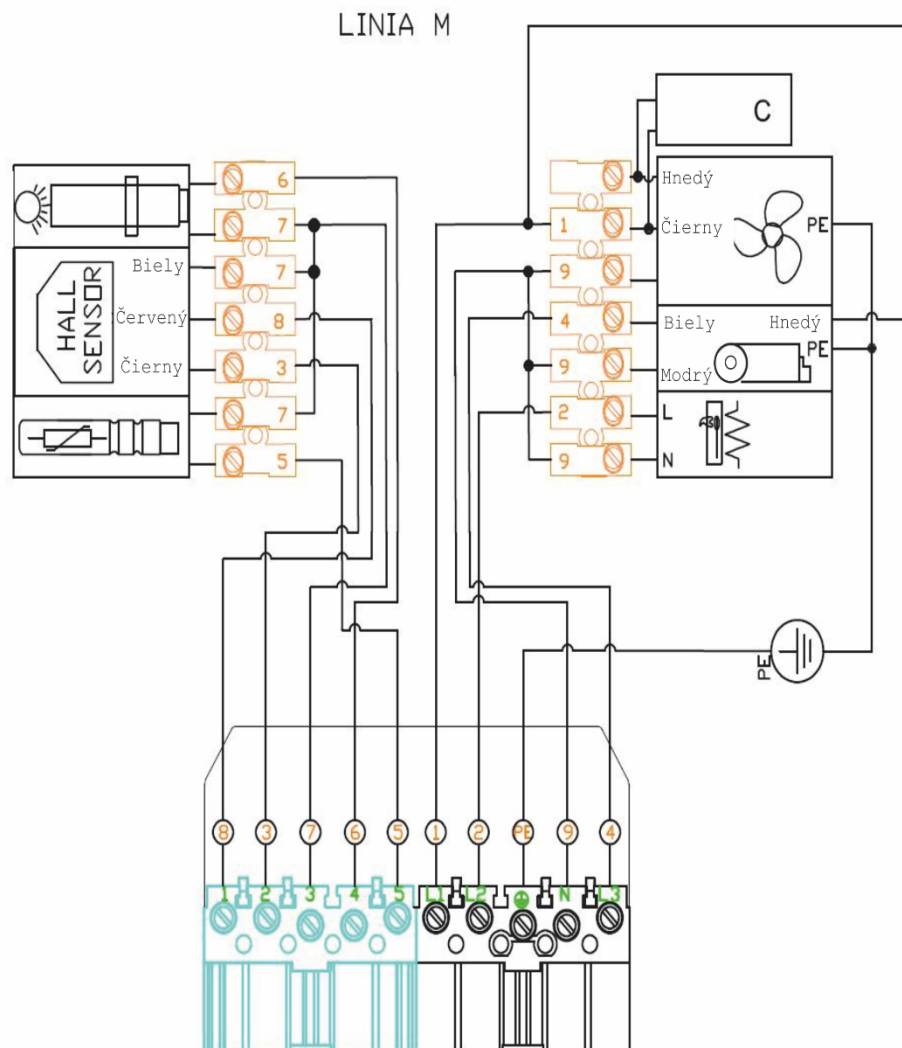 LINIA M
C
6
7
Biely
7
HALL SENSOR
Červený
8
Čierny
3
7
5
Hnedý
1
Čierny
PE
9
4
Biely
Hnedý
PE
9
Modrý
2
L
9
N
PE
8
3
7
6
5
1
2
PE
9
4
1
2
3
4
5
L1
L2
N
L3